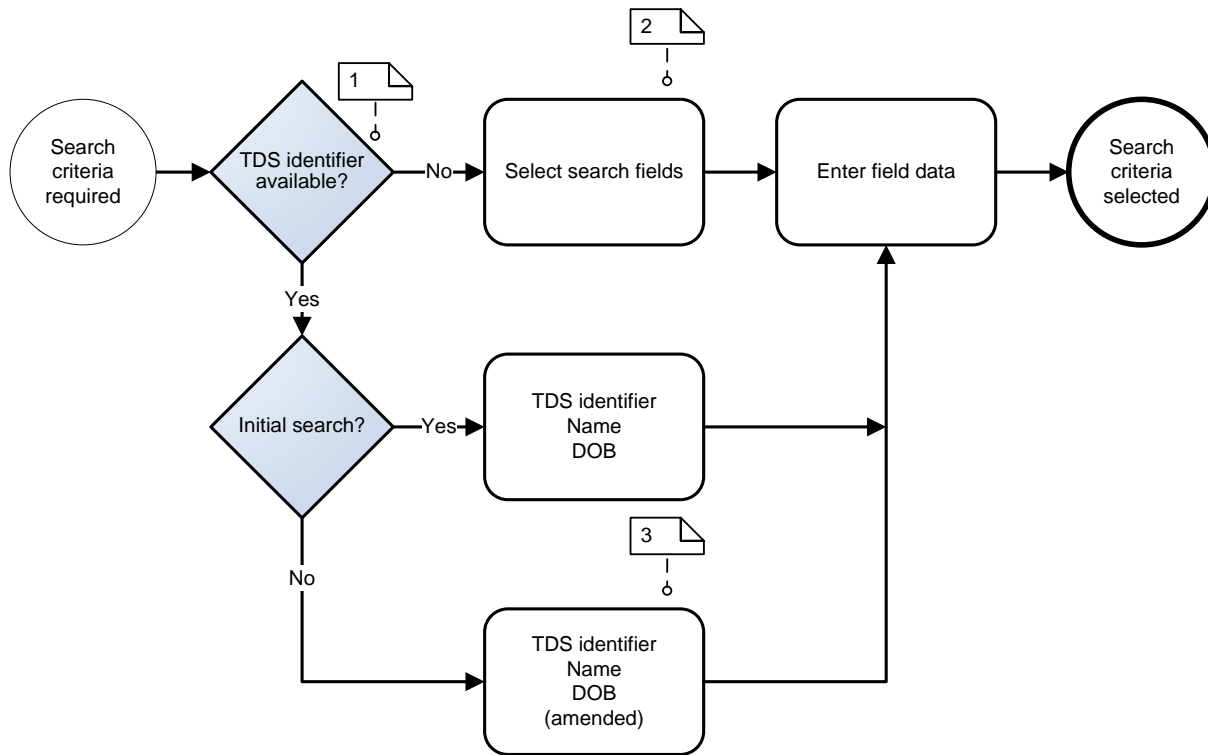 2
1
Search
criteria
required
TDS identifier
available?
No
Select search fields
Enter field data
Search
criteria
selected
Yes
Initial search?
Yes
TDS identifier
Name
DOB
3
No
TDS identifier
Name
DOB
(amended)